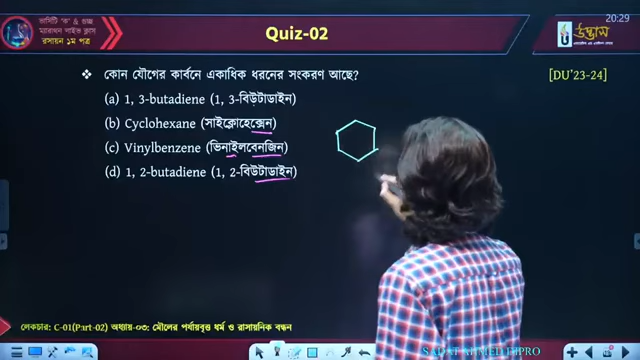 ভার্সিটি 'ক' & গুচ্ছ
ম্যারাথন লাইভ ক্লাস
রসায়ন ১ম পত্র
Quiz-02
20:29
উদ্ভাস
❖ কোন যৌগের কার্বনে একাধিক ধরনের সংকরণ আছে?
[DU'23-24]
(a) 1, 3-butadiene (1, 3-বিউটাডাইন)
(b) Cyclohexane (সাইক্লোহেক্সেন)
(c) Vinylbenzene (ভিনাইলবেনজিন)
(d) 1, 2-butadiene (1, 2-বিউটাডাইন)
লেকচার: C-01(Part-02) অধ্যায়-০৩: মৌলের পর্যায়বৃত্ত ধর্ম ও রাসায়নিক বন্ধন